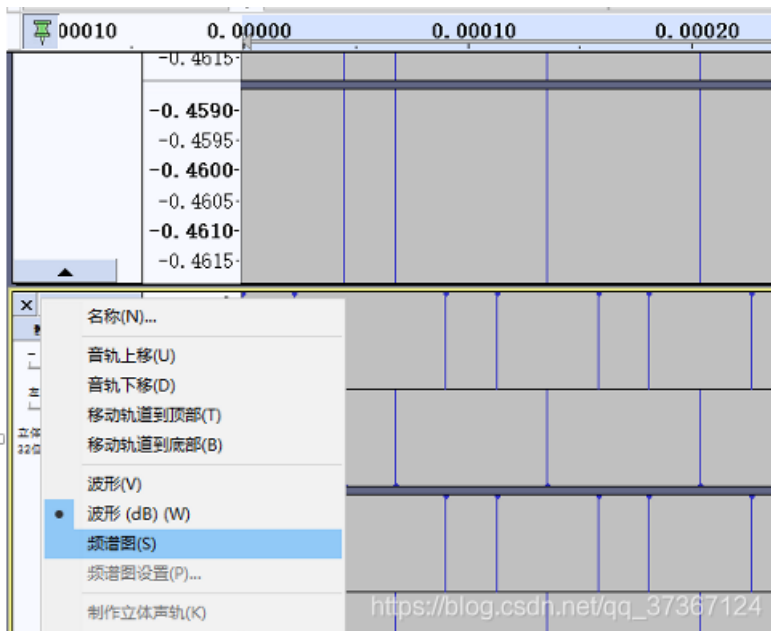 00010 0.00000 0.00010 0.00020
-0.4615-
-0.4590-
-0.4595-
-0.4600-
-0.4605-
-0.4610-
-0.4615-
名称(N)...
音轨上移(U)
音轨下移(D)
移动轨道到顶部(T)
移动轨道到底部(B)
波形(V)
波形 (dB) (W)
频谱图(S)
频谱图设置(P)...
制作立体声轨(K)
https://blog.csdn.net/qq_37367124